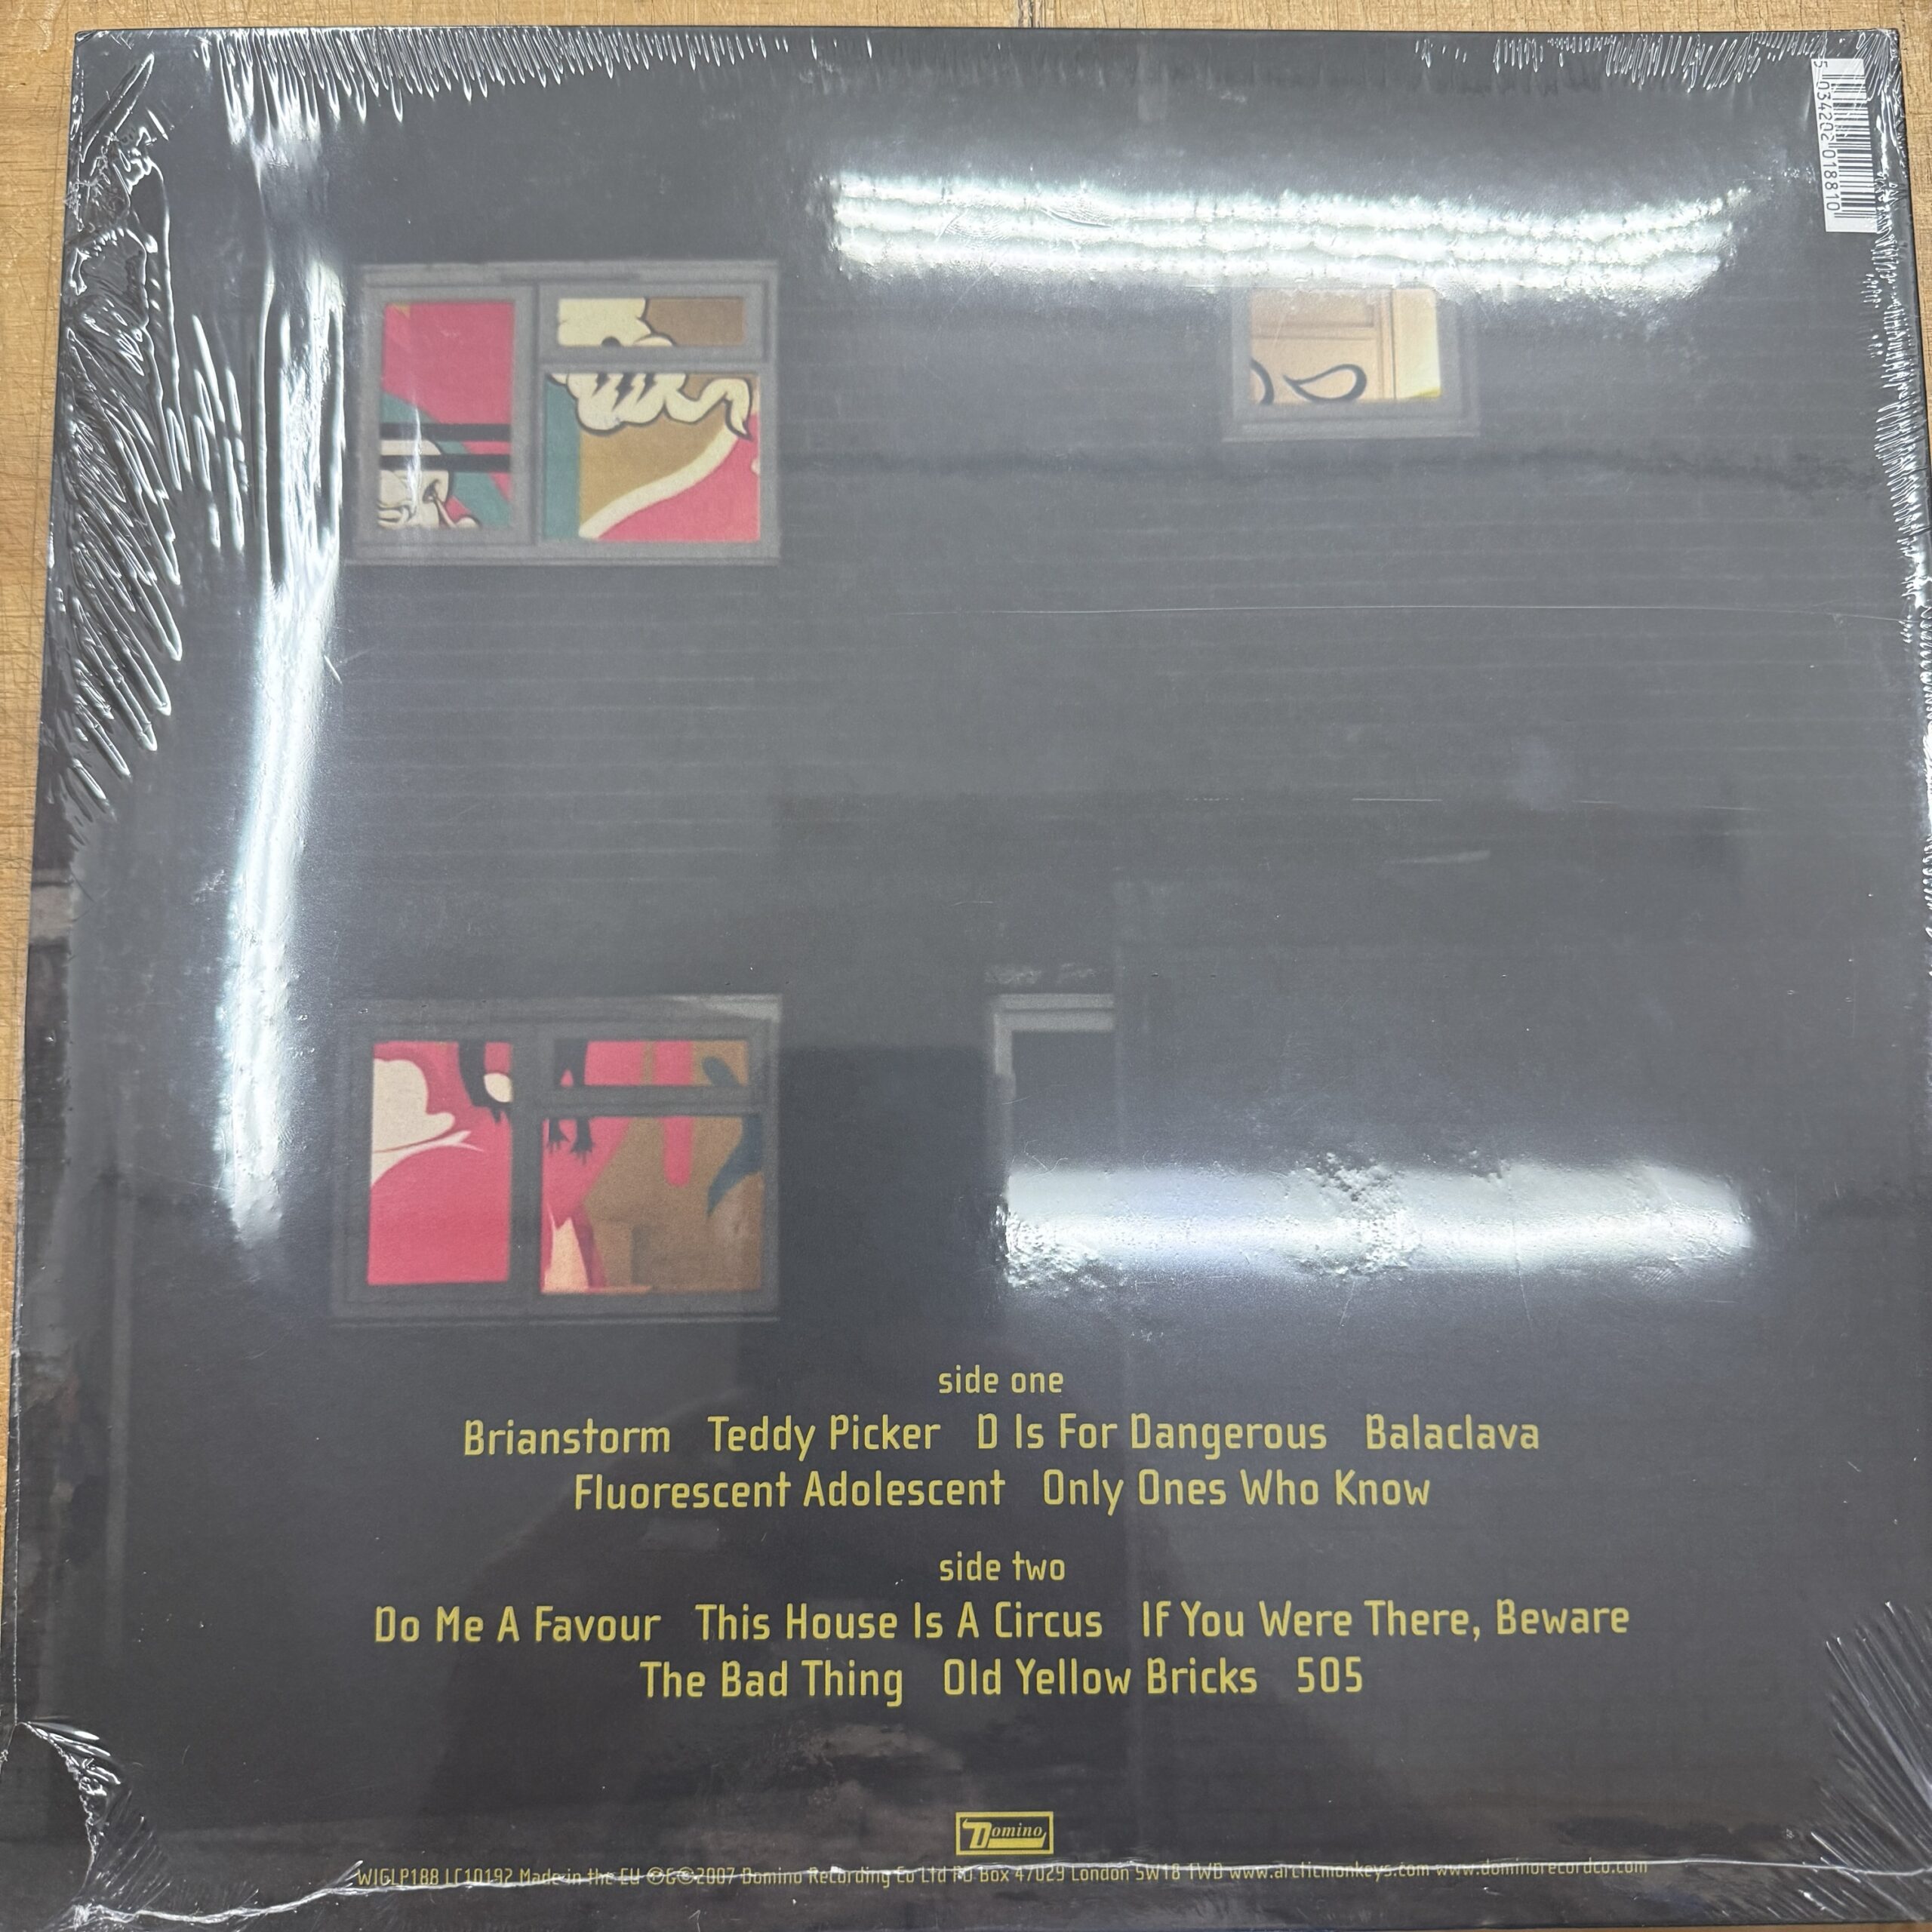 5 034202 018810
side one
Brianstorm Teddy Picker D Is For Dangerous Balaclava
Fluorescent Adolescent Only Ones Who Know
side two
Do Me A Favour This House Is A Circus If You Were There, Beware
The Bad Thing Old Yellow Bricks 505
Domino
WIGLP188 LC10192 Made in the EU ℗&©2007 Domino Recording Co Ltd PO Box 47029 London SW18 1WD www.arcticmonkeys.com www.dominorecordco.com